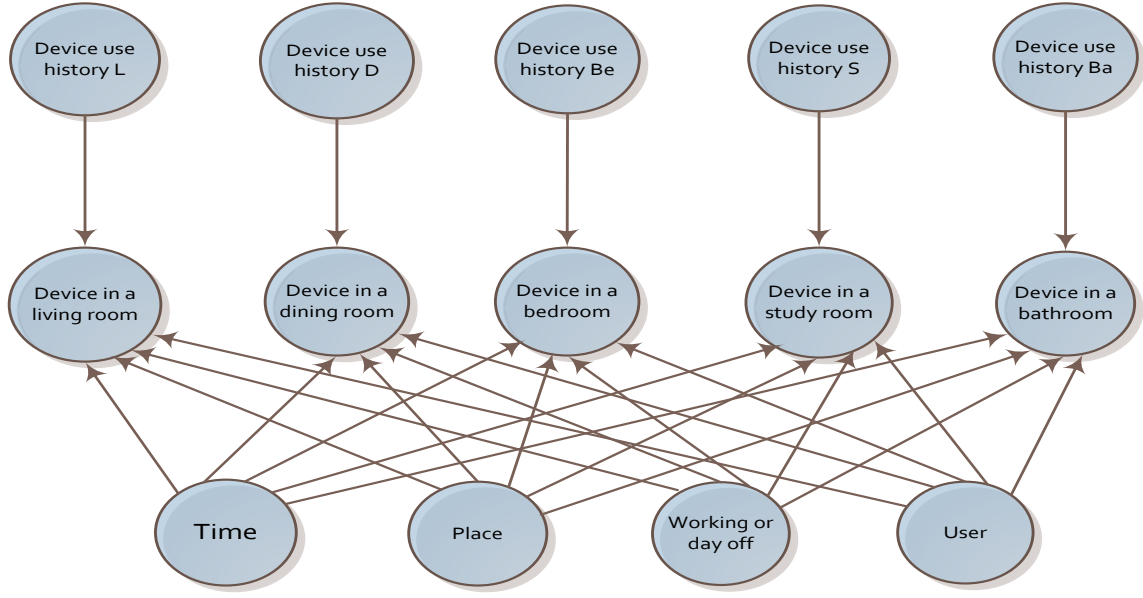 Device use
history L
Device use
history D
Device use
history Be
Device use
history S
Device use
history Ba
Device in a
living room
Device in a
dining room
Device in a
bedroom
Device in a
study room
Device in a
bathroom
Time
Place
Working or
day off
User